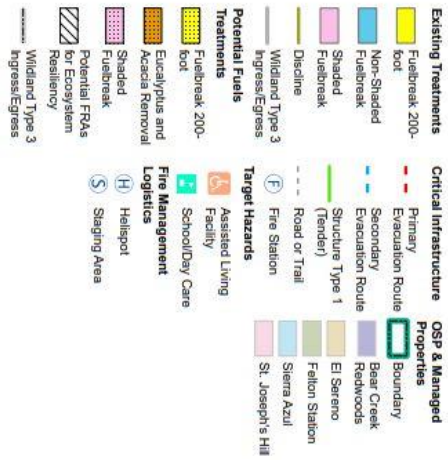 Existing Treatments
Fuelbreak 200-
foot
Non-Shaded
Fuelbreak
Shaded
Fuelbreak
Discline
Wildland Type 3
Ingress/Egress
Potential Fuels
Treatments
Fuelbreak 200-
foot
Eucalyptus and
Acacia Removal
Shaded
Fuelbreak
Potential FRAs
for Ecosystem
Resiliency
Wildland Type 3
Ingress/Egress
Critical Infrastructure
Primary
Evacuation Route
Secondary
Evacuation Route
Structure Type 1
(Tender)
Road or Trail
F Fire Station
Target Hazards
Assisted Living
Facility
School/Day Care
Fire Management
Logistics
H Helispot
S Staging Area
OSP & Managed
Properties
Boundary
Bear Creek
Redwoods
El Sereno
Felton Station
Sierra Azul
St. Joseph's Hill